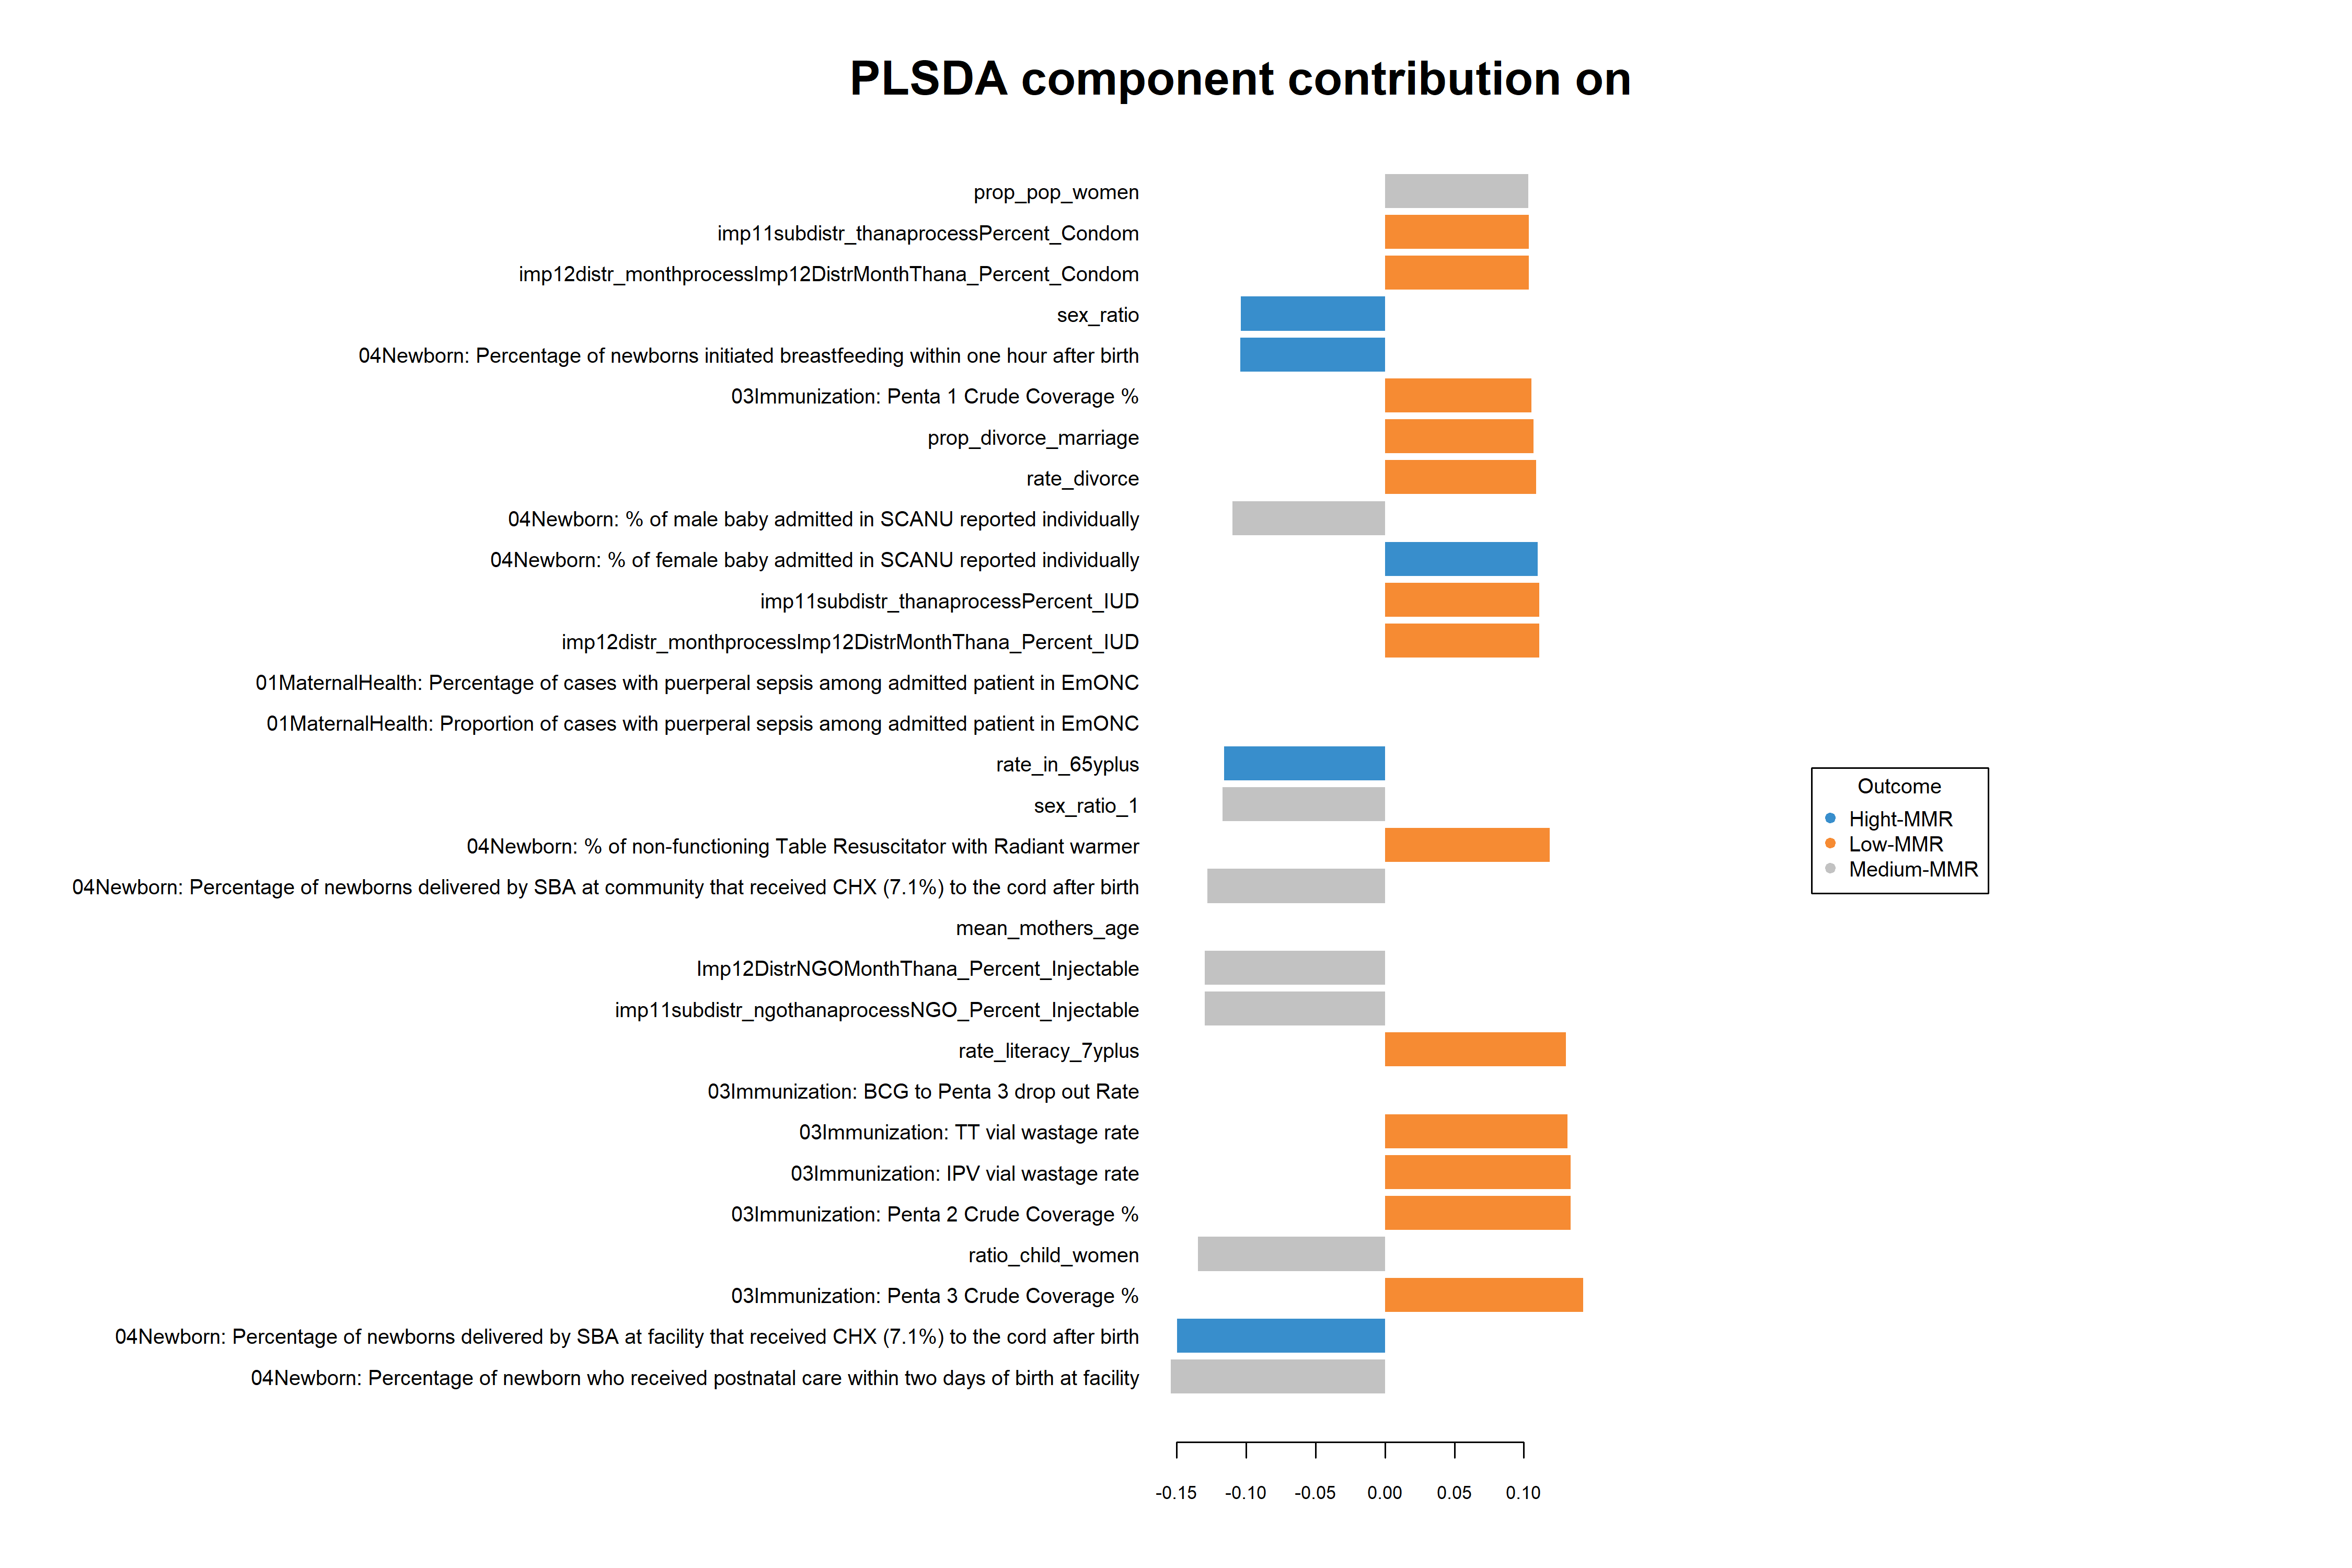 PLSDA component contribution on
prop_pop_women
imp11subdistr_thanaprocessPercent_Condom
imp12distr_monthprocessImp12DistrMonthThana_Percent_Condom
sex_ratio
04Newborn: Percentage of newborns initiated breastfeeding within one hour after birth
03Immunization: Penta 1 Crude Coverage %
prop_divorce_marriage
rate_divorce
04Newborn: % of male baby admitted in SCANU reported individually
04Newborn: % of female baby admitted in SCANU reported individually
imp11subdistr_thanaprocessPercent_IUD
imp12distr_monthprocessImp12DistrMonthThana_Percent_IUD
01MaternalHealth: Percentage of cases with puerperal sepsis among admitted patient in EmONC
01MaternalHealth: Proportion of cases with puerperal sepsis among admitted patient in EmONC
rate_in_65yplus
sex_ratio_1
04Newborn: % of non-functioning Table Resuscitator with Radiant warmer
04Newborn: Percentage of newborns delivered by SBA at community that received CHX (7.1%) to the cord after birth
mean_mothers_age
Imp12DistrNGOMonthThana_Percent_Injectable
imp11subdistr_ngothanaprocessNGO_Percent_Injectable
rate_literacy_7yplus
03Immunization: BCG to Penta 3 drop out Rate
03Immunization: TT vial wastage rate
03Immunization: IPV vial wastage rate
03Immunization: Penta 2 Crude Coverage %
ratio_child_women
03Immunization: Penta 3 Crude Coverage %
04Newborn: Percentage of newborns delivered by SBA at facility that received CHX (7.1%) to the cord after birth
04Newborn: Percentage of newborn who received postnatal care within two days of birth at facility
-0.15 -0.10 -0.05 0.00 0.05 0.10
Outcome
Hight-MMR
Low-MMR
Medium-MMR